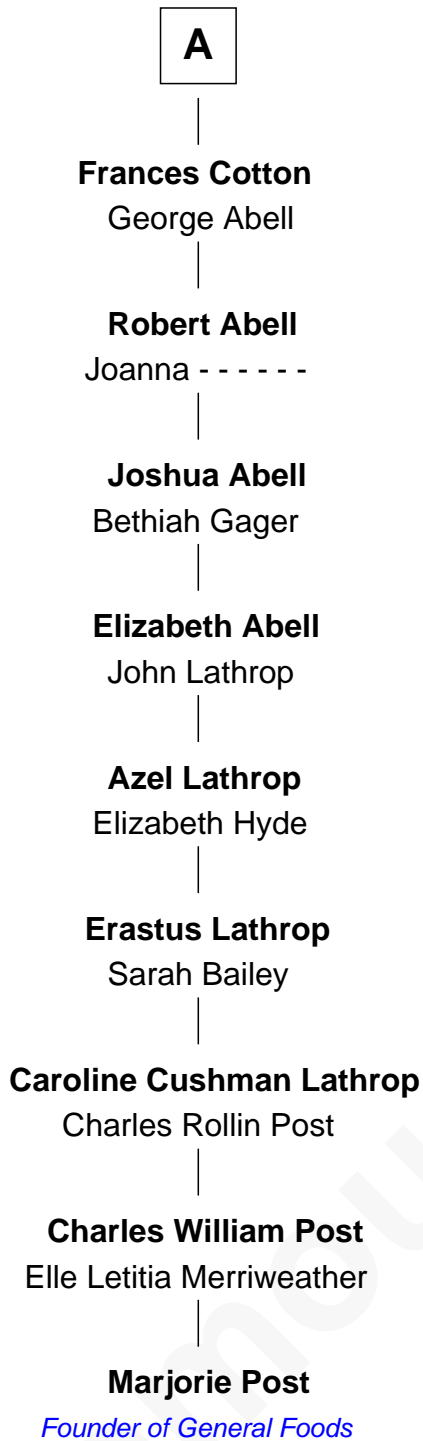 A
Frances Cotton
George Abell
Robert Abell
Joanna - - - - - -
Joshua Abell
Bethiah Gager
Elizabeth Abell
John Lathrop
Azel Lathrop
Elizabeth Hyde
Erastus Lathrop
Sarah Bailey
Caroline Cushman Lathrop
Charles Rollin Post
Charles William Post
Elle Letitia Merriweather
Marjorie Post
Founder of General Foods